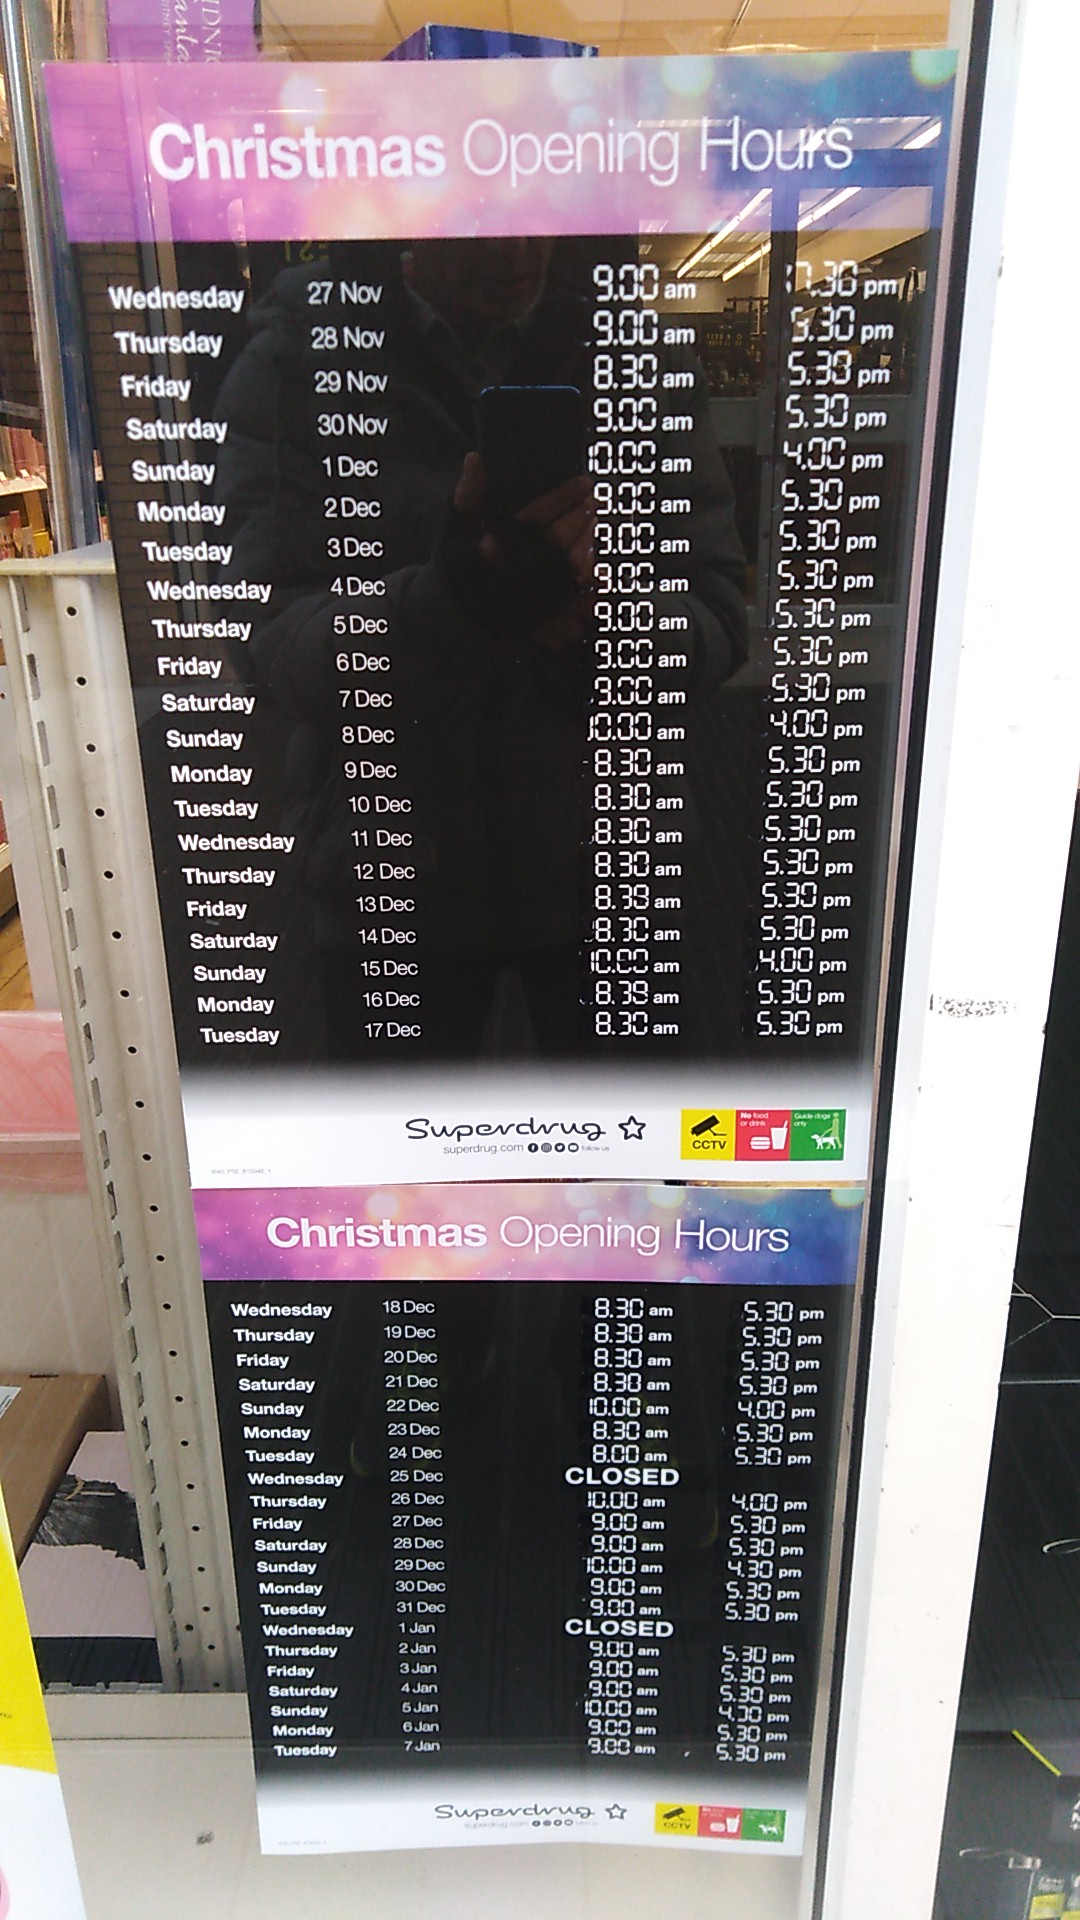 Christmas Opening Hours
Wednesday 27 Nov 9.00 am 7.30 pm
Thursday 28 Nov 9.00 am 9.30 pm
Friday 29 Nov 8.30 am 5.30 pm
Saturday 30 Nov 9.00 am 5.30 pm
Sunday 1 Dec 10.00 am 4.00 pm
Monday 2 Dec 9.00 am 5.30 pm
Tuesday 3 Dec 9.00 am 5.30 pm
Wednesday 4 Dec 9.00 am 5.30 pm
Thursday 5 Dec 9.00 am 5.30 pm
Friday 6 Dec 9.00 am 5.30 pm
Saturday 7 Dec 9.00 am 5.30 pm
Sunday 8 Dec 10.00 am 4.00 pm
Monday 9 Dec 8.30 am 5.30 pm
Tuesday 10 Dec 8.30 am 5.30 pm
Wednesday 11 Dec 8.30 am 5.30 pm
Thursday 12 Dec 8.30 am 5.30 pm
Friday 13 Dec 8.39 am 5.30 pm
Saturday 14 Dec 8.30 am 5.30 pm
Sunday 15 Dec 10.00 am 4.00 pm
Monday 16 Dec 8.39 am 5.30 pm
Tuesday 17 Dec 8.30 am 5.30 pm
Superdrug
superdrug.com follow us
CCTV
No food or drink
Guide dogs only
Christmas Opening Hours
Wednesday 18 Dec 8.30 am 5.30 pm
Thursday 19 Dec 8.30 am 5.30 pm
Friday 20 Dec 8.30 am 5.30 pm
Saturday 21 Dec 8.30 am 5.30 pm
Sunday 22 Dec 10.00 am 4.00 pm
Monday 23 Dec 8.30 am 5.30 pm
Tuesday 24 Dec 8.00 am 5.30 pm
Wednesday 25 Dec CLOSED
Thursday 26 Dec 10.00 am 4.00 pm
Friday 27 Dec 9.00 am 5.30 pm
Saturday 28 Dec 9.00 am 5.30 pm
Sunday 29 Dec 10.00 am 4.30 pm
Monday 30 Dec 9.00 am 5.30 pm
Tuesday 31 Dec 9.00 am 5.30 pm
Wednesday 1 Jan CLOSED
Thursday 2 Jan 9.00 am 5.30 pm
Friday 3 Jan 9.00 am 5.30 pm
Saturday 4 Jan 9.00 am 5.30 pm
Sunday 5 Jan 10.00 am 4.30 pm
Monday 6 Jan 9.00 am 5.30 pm
Tuesday 7 Jan 9.00 am 5.30 pm
Superdrug
superdrug.com
CCTV